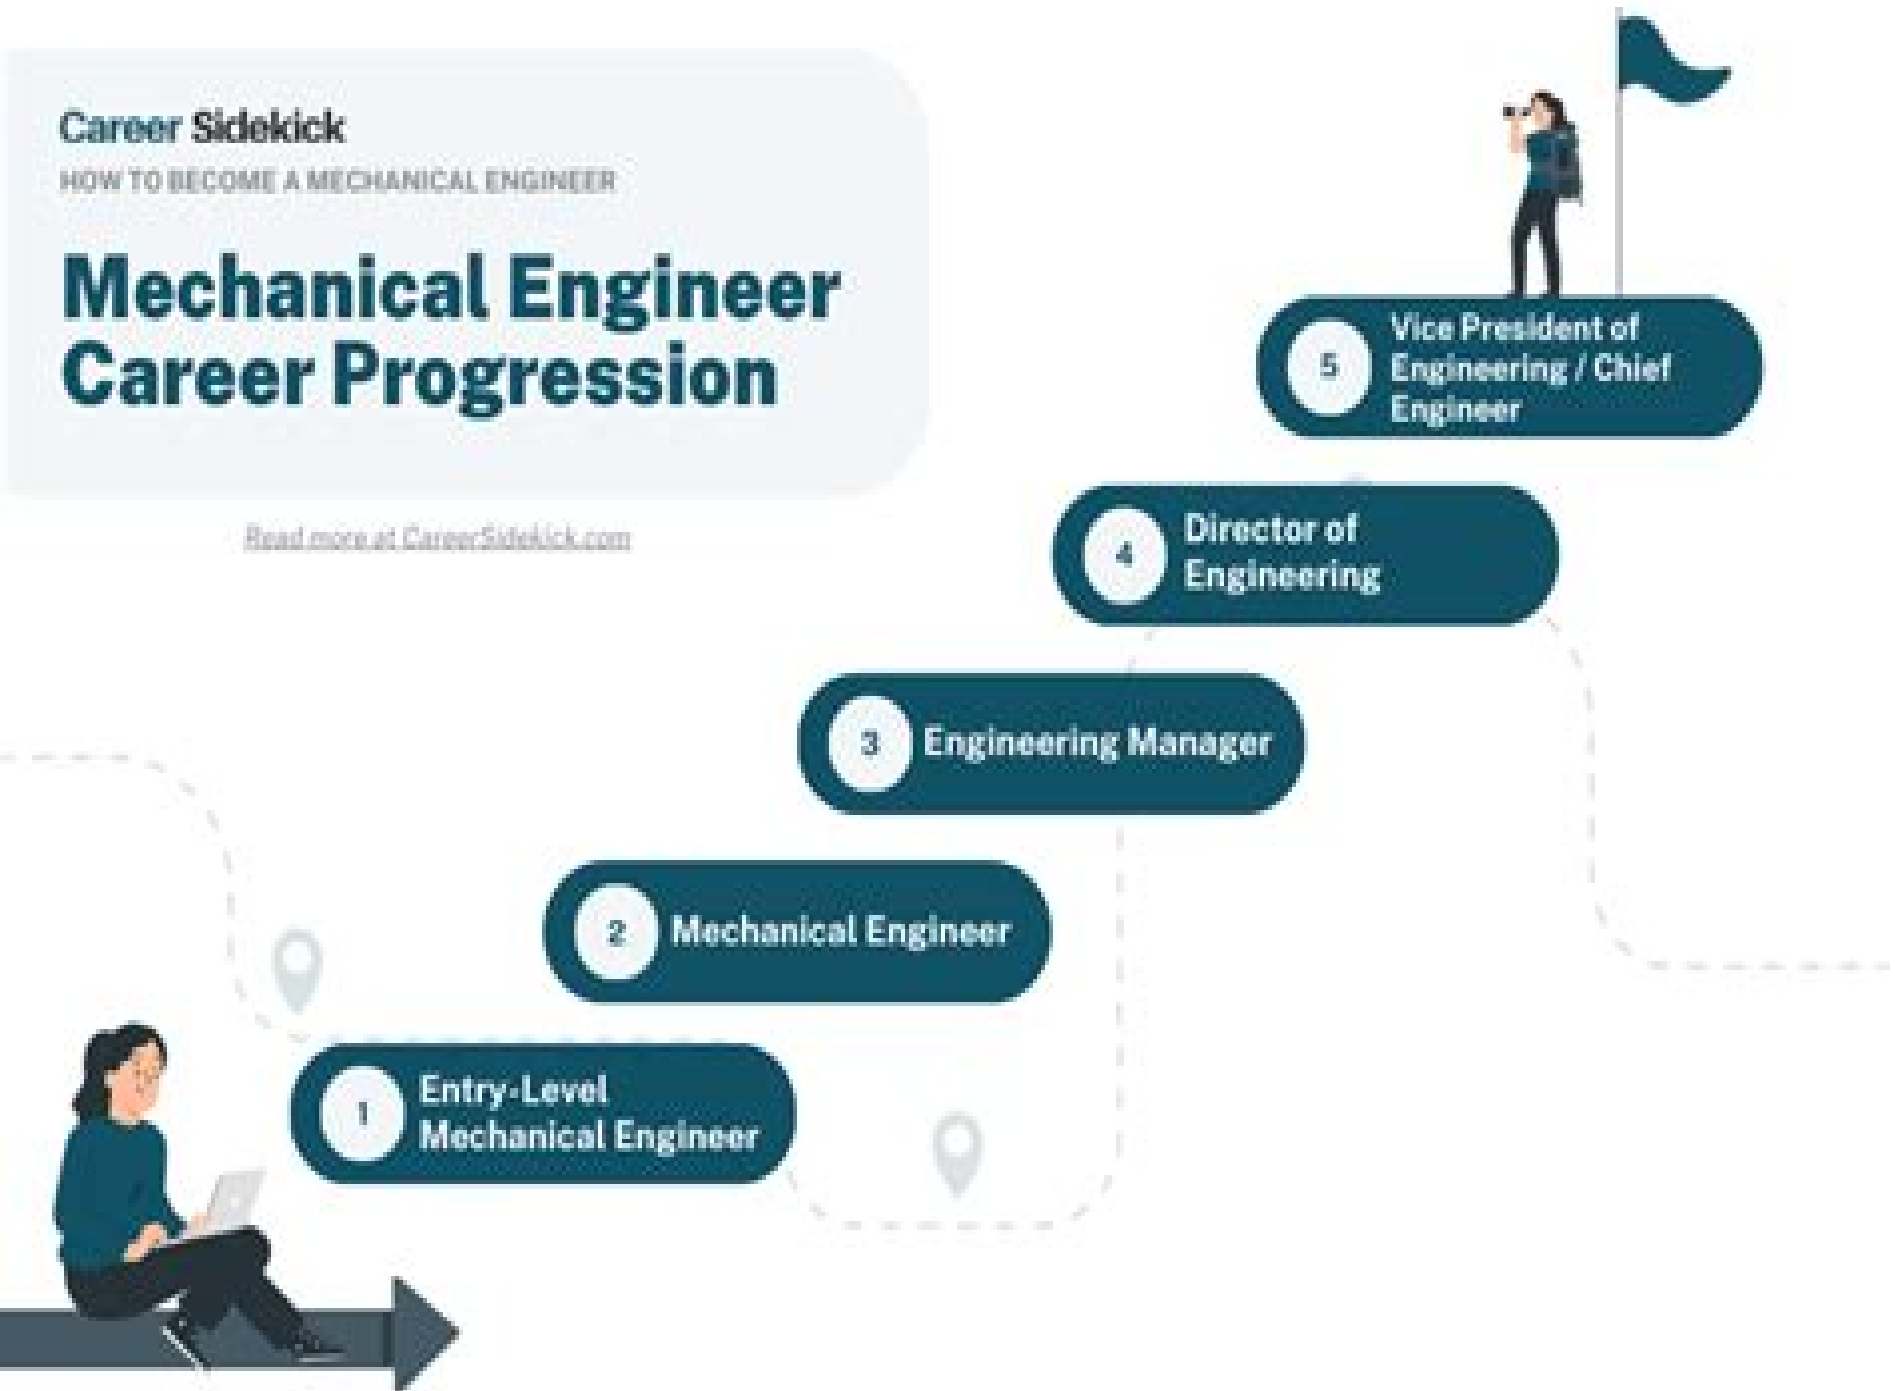 Career Sidekick
HOW TO BECOME A MECHANICAL ENGINEER
Mechanical Engineer
Career Progression
Read more at CareerSidekick.com
5
Vice President of
Engineering / Chief
Engineer
4
Director of
Engineering
3
Engineering Manager
2
Mechanical Engineer
1
Entry-Level
Mechanical Engineer